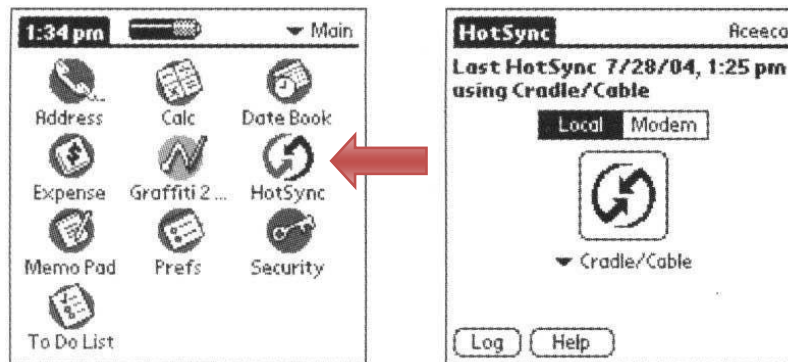 1:34 pm Main
Address Calc Date Book
Expense Graffiti 2 ... HotSync
Memo Pad Prefs Security
To Do List
HotSync Aceeca
Last HotSync 7/28/04, 1:25 pm
using Cradle/Cable
Local Modem
Cradle/Cable
Log Help